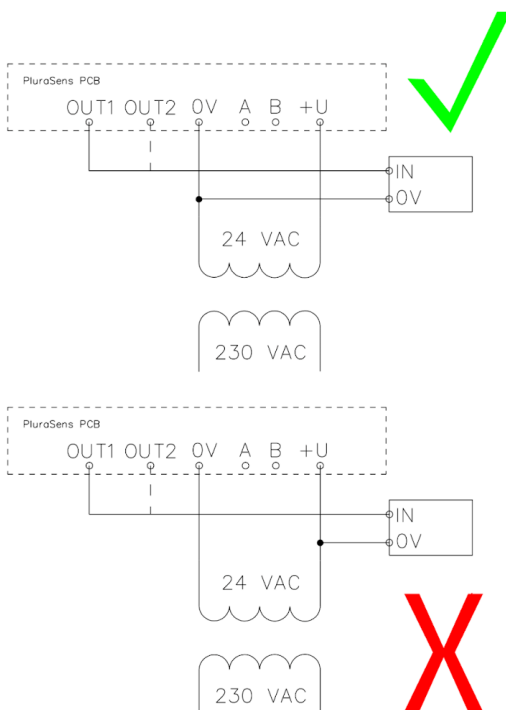 PluraSens PCB
OUT1 OUT2 0V A B +U
IN
0V
24 VAC
230 VAC
PluraSens PCB
OUT1 OUT2 0V A B +U
IN
0V
24 VAC
230 VAC